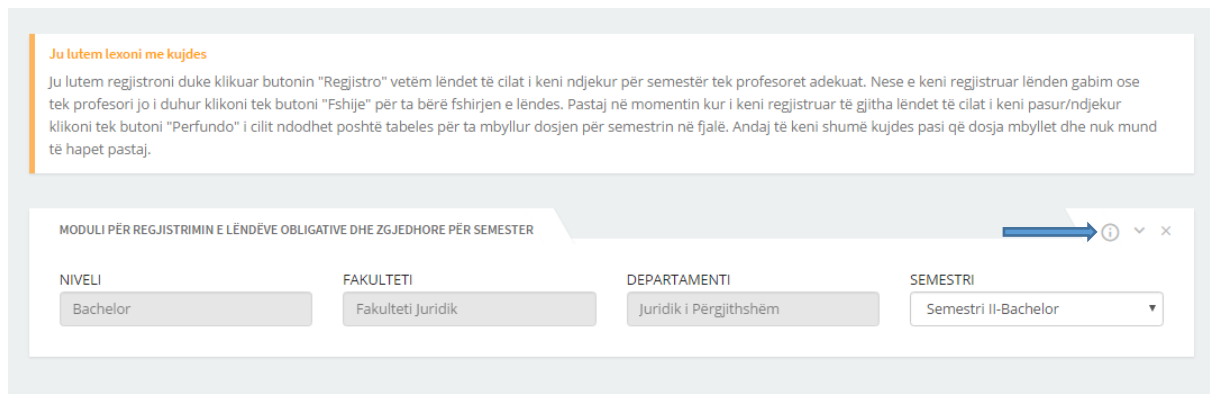 Ju lutem lexoni me kujdes
Ju lutem regjistroni duke klikuar butonin "Regjistro" vetëm lëndet të cilat i keni ndjekur për semestër tek profesoret adekuat. Nese e keni regjistruar lënden gabim ose
tek profesori jo i duhur klikoni tek butoni "Fshije" për ta bërë fshirjen e lëndes. Pastaj në momentin kur i keni regjistruar të gjitha lëndet të cilat i keni pasur/ndjekur
klikoni tek butoni "Perfundo" i cilit ndodhet poshtë tabeles për ta mbyllur dosjen për semestrin në fjalë. Andaj të keni shumë kujdes pasi që dosja mbyllet dhe nuk mund
të hapet pastaj.
MODULI PËR REGJISTRIMIN E LËNDËVE OBLIGATIVE DHE ZGJEDHORE PËR SEMESTER
NIVELI FAKULTETI DEPARTAMENTI SEMESTRI
Bachelor Fakulteti Juridik Juridik i Përgjithshëm Semestri II-Bachelor